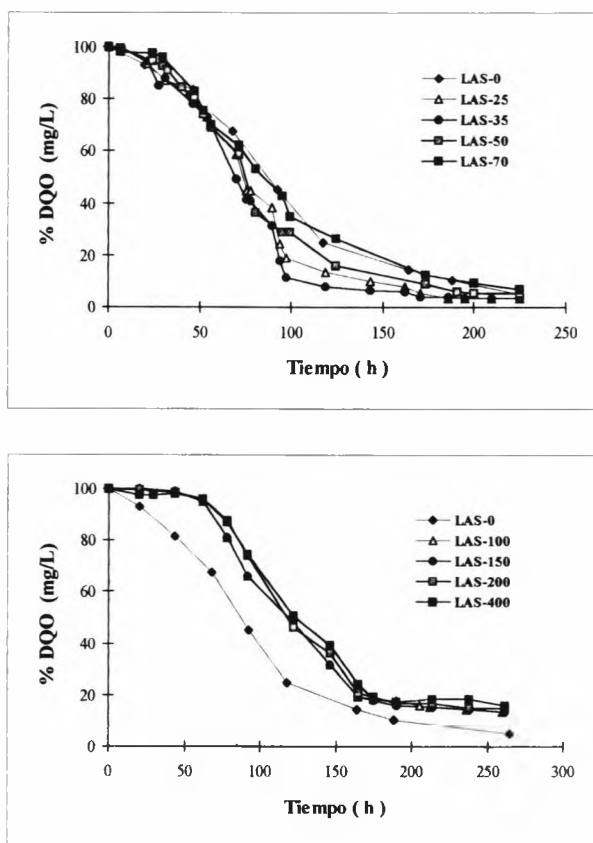 % DQO (mg/L)
100
80
60
40
20
0
0 50 100 150 200 250
Tiempo ( h )
LAS-0
LAS-25
LAS-35
LAS-50
LAS-70
% DQO (mg/L)
100
80
60
40
20
0
0 50 100 150 200 250 300
Tiempo ( h )
LAS-0
LAS-100
LAS-150
LAS-200
LAS-400